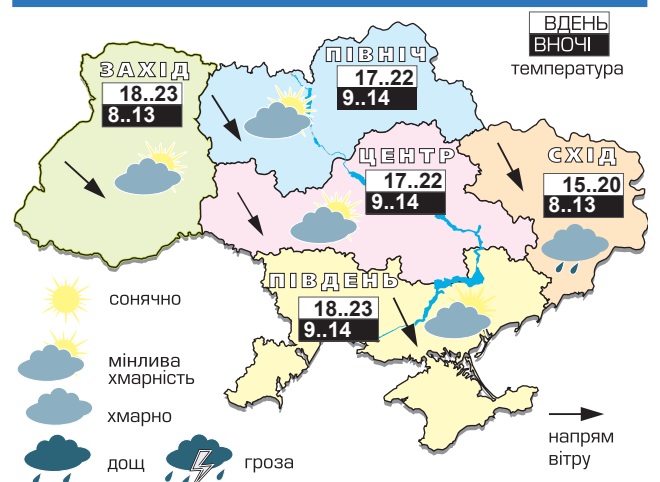 ВДЕНЬ
ВНОЧІ
температура
ЗАХІД
18..23
8..13
ПІВНІЧ
17..22
9..14
ЦЕНТР
17..22
9..14
СХІД
15..20
8..13
ПІВДЕНЬ
18..23
9..14
сонячно
мінлива
хмарність
хмарно
дощ
гроза
напрям
вітру